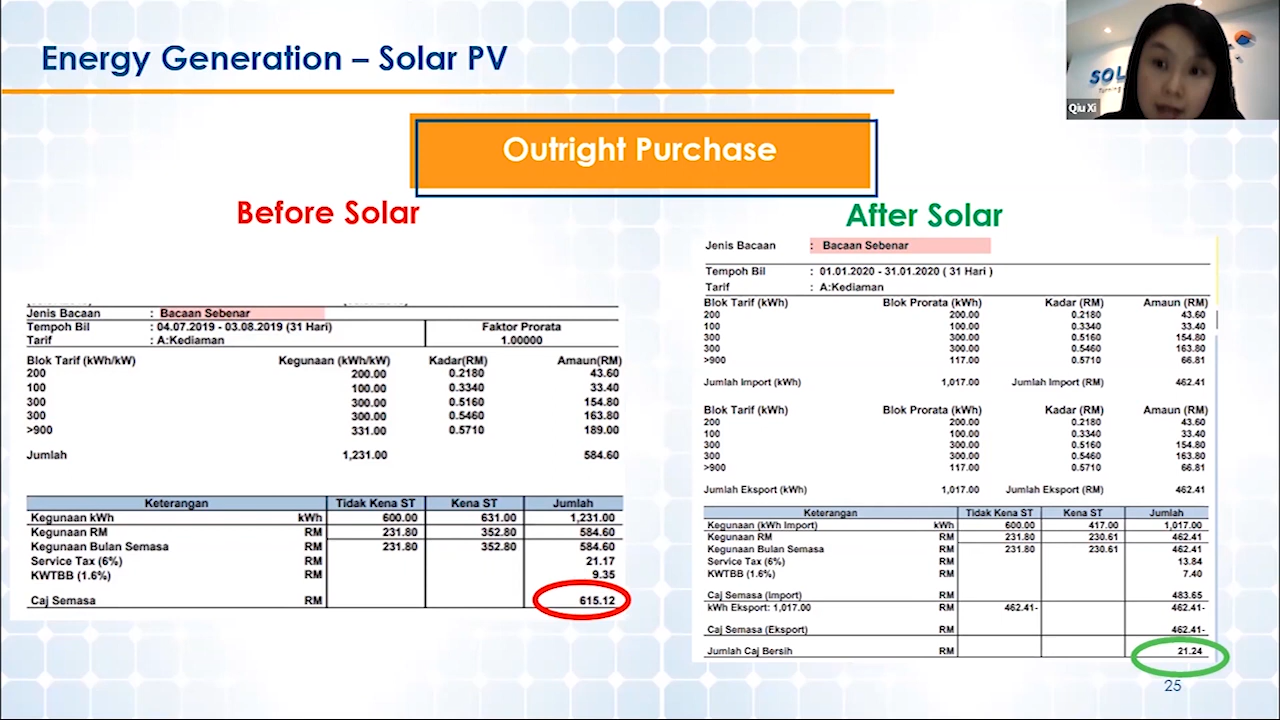 Energy Generation – Solar PV
SOL
Qiu Xi
Outright Purchase
Before Solar
Jenis Bacaan : Bacaan Sebenar
Tempoh Bil : 04.07.2019 - 03.08.2019 (31 Hari) Faktor Prorata
Tarif : A:Kediaman 1.00000
Blok Tarif (kWh/kW) Kegunaan (kWh/kW) Kadar(RM) Amaun(RM)
200 200.00 0.2180 43.60
100 100.00 0.3340 33.40
300 300.00 0.5160 154.80
300 300.00 0.5460 163.80
>900 331.00 0.5710 189.00
Jumlah 1,231.00 584.60
Keterangan Tidak Kena ST Kena ST Jumlah
Kegunaan kWh kWh 600.00 631.00 1,231.00
Kegunaan RM RM 231.80 352.80 584.60
Kegunaan Bulan Semasa RM 231.80 352.80 584.60
Service Tax (6%) RM 21.17
KWTBB (1.6%) RM 9.35
Caj Semasa RM 615.12
After Solar
Jenis Bacaan : Bacaan Sebenar
Tempoh Bil : 01.01.2020 - 31.01.2020 ( 31 Hari )
Tarif : A:Kediaman
Blok Tarif (kWh) Blok Prorata (kWh) Kadar (RM) Amaun (RM)
200 200.00 0.2180 43.60
100 100.00 0.3340 33.40
300 300.00 0.5160 154.80
300 300.00 0.5460 163.80
>900 117.00 0.5710 66.81
Jumlah Import (kWh) 1,017.00 Jumlah Import (RM) 462.41
Blok Tarif (kWh) Blok Prorata (kWh) Kadar (RM) Amaun (RM)
200 200.00 0.2180 43.60
100 100.00 0.3340 33.40
300 300.00 0.5160 154.80
300 300.00 0.5460 163.80
>900 117.00 0.5710 66.81
Jumlah Eksport (kWh) 1,017.00 Jumlah Eksport (RM) 462.41
Keterangan Tidak Kena ST Kena ST Jumlah
Kegunaan (kWh Import) kWh 600.00 417.00 1,017.00
Kegunaan RM RM 231.80 230.61 462.41
Kegunaan Bulan Semasa RM 231.80 230.61 462.41
Service Tax (6%) RM 13.84
KWTBB (1.6%) RM 7.40
Caj Semasa (Import) RM 483.65
kWh Eksport: 1,017.00 RM 462.41- 462.41-
Caj Semasa (Eksport) RM 462.41-
Jumlah Caj Bersih RM 21.24
25